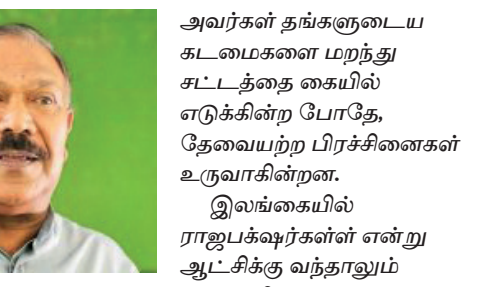 அவர்கள் தங்களுடைய
கடமைகளை மறந்து
சட்டத்தை கையில்
எடுக்கின்ற போதே,
தேவையற்ற பிரச்சினைகள்
உருவாகின்றன.
இலங்கையில்
ராஜபக்ஷர்கள்ள் என்று
ஆட்சிக்கு வந்தாலும்